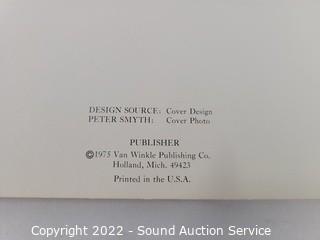 DESIGN SOURCE: Cover Design
PETER SMYTH: Cover Photo
PUBLISHER
©1975 Van Winkle Publishing Co.
Holland, Mich. 49423
Printed in the U.S.A.
Copyright 2022 - Sound Auction Service